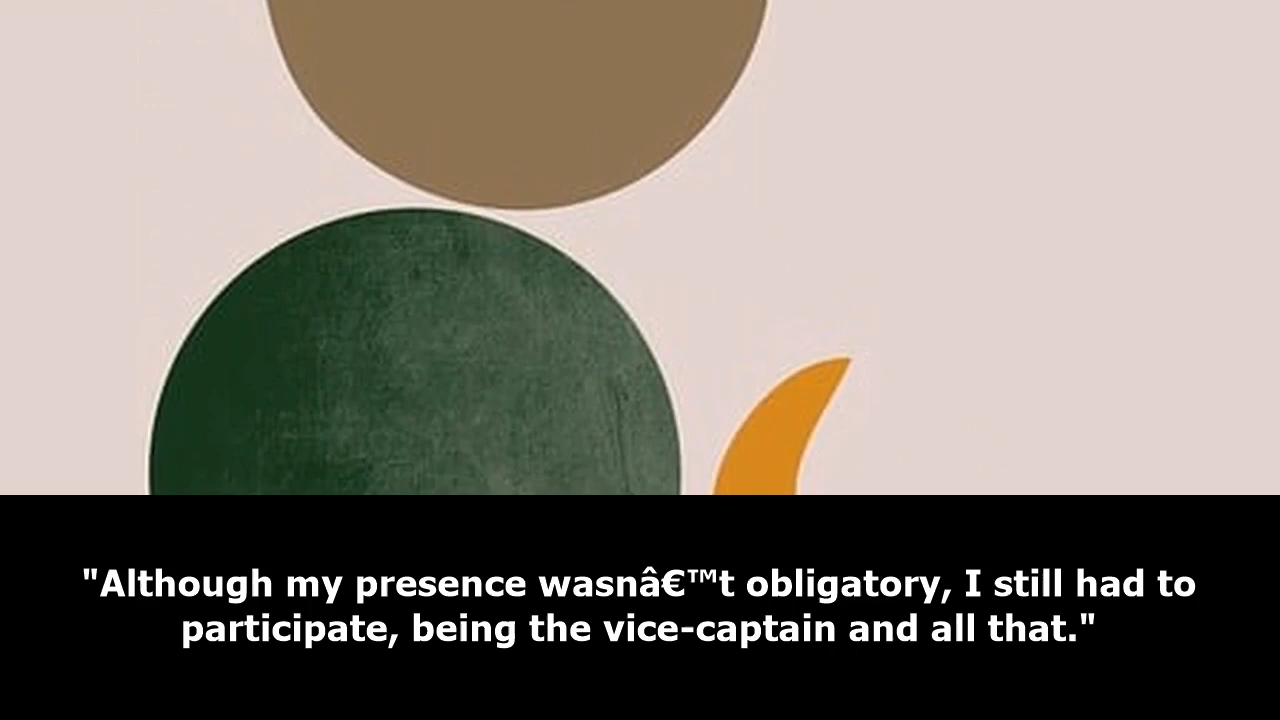 "Although my presence wasnâ€™t obligatory, I still had to
participate, being the vice-captain and all that."